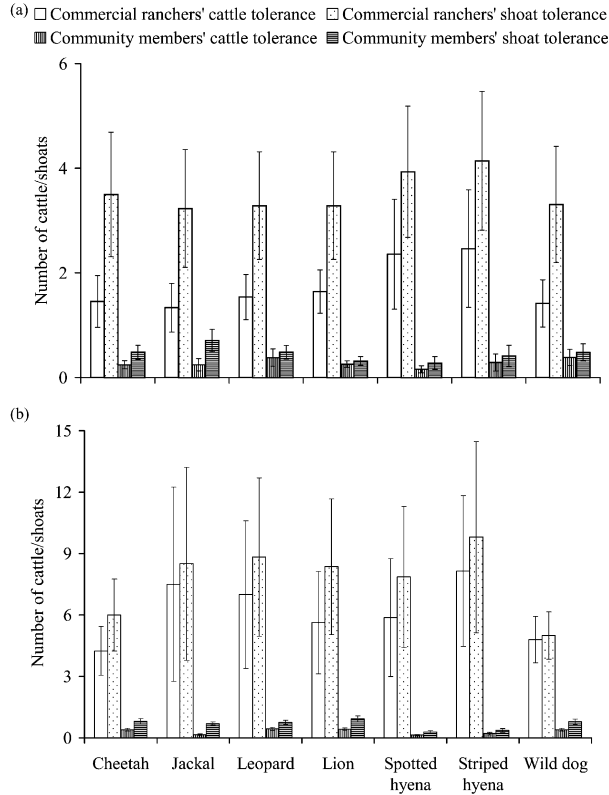 (a)
Commercial ranchers' cattle tolerance Commercial ranchers' shoat tolerance
Community members' cattle tolerance Community members' shoat tolerance
6
4
2
0
Number of cattle/shoats
(b)
15
12
9
6
3
0
Number of cattle/shoats
Cheetah Jackal Leopard Lion Spotted hyena Striped hyena Wild dog